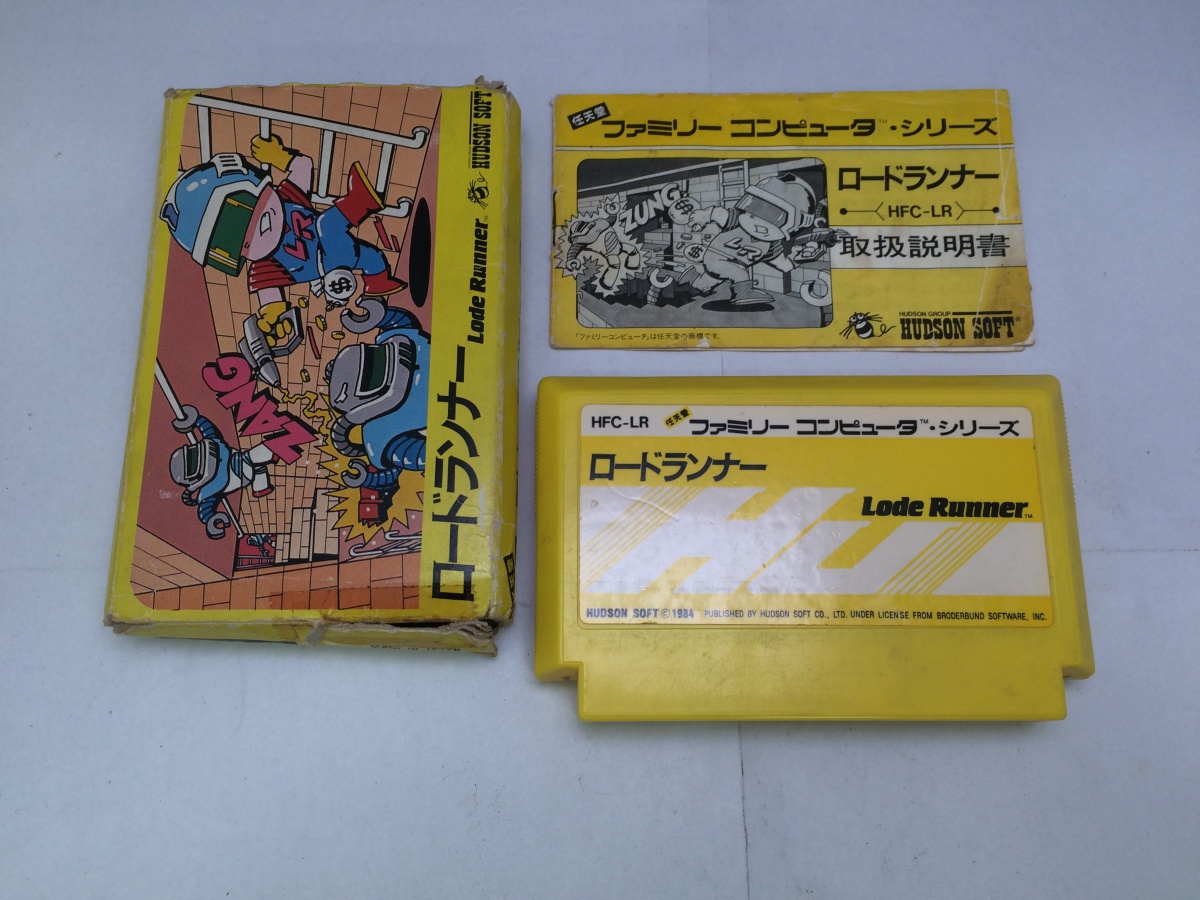 ロードランナー
Lode Runner™
HUDSON SOFT
ZANG
LR
$
任天堂
ファミリー コンピュータ™・シリーズ
ロードランナー
HFC-LR
取扱説明書
ZUNG!
$
LR
$
「ファミリーコンピュータ」は任天堂の商標です。
HUDSON GROUP
HUDSON SOFT
HFC-LR
任天堂
ファミリー コンピュータ™・シリーズ
ロードランナー
Lode Runner™
HU
HUDSON SOFT © 1984 PUBLISHED BY HUDSON SOFT CO., LTD. UNDER LICENSE FROM BRODERBUND SOFTWARE, INC.